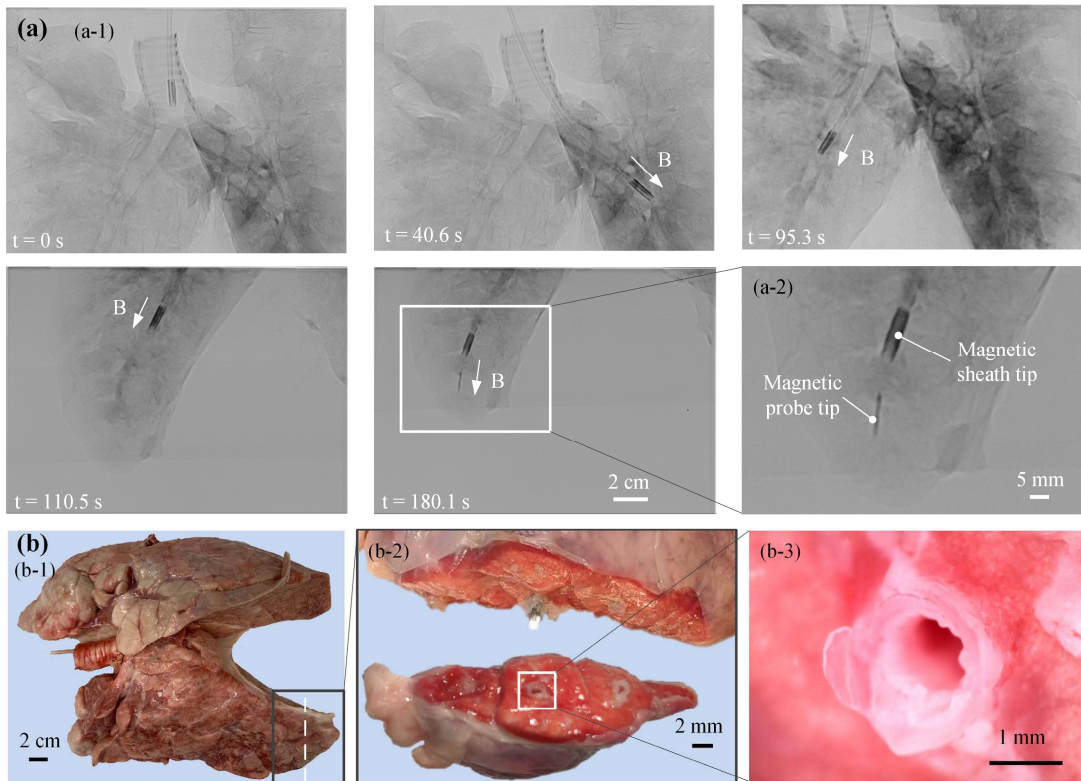 (a)
(a-1)
t = 0 s
B
t = 40.6 s
B
t = 95.3 s
B
t = 110.5 s
B
2 cm
t = 180.1 s
(a-2)
Magnetic
sheath tip
Magnetic
probe tip
5 mm
(b)
(b-1)
2 cm
(b-2)
2 mm
(b-3)
1 mm